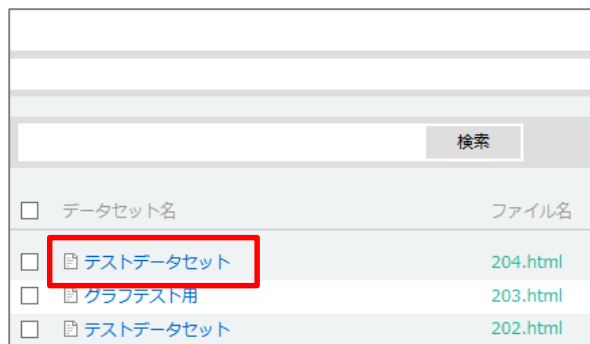 検索
データセット名 ファイル名
テストデータセット 204.html
グラフテスト用 203.html
テストデータセット 202.html